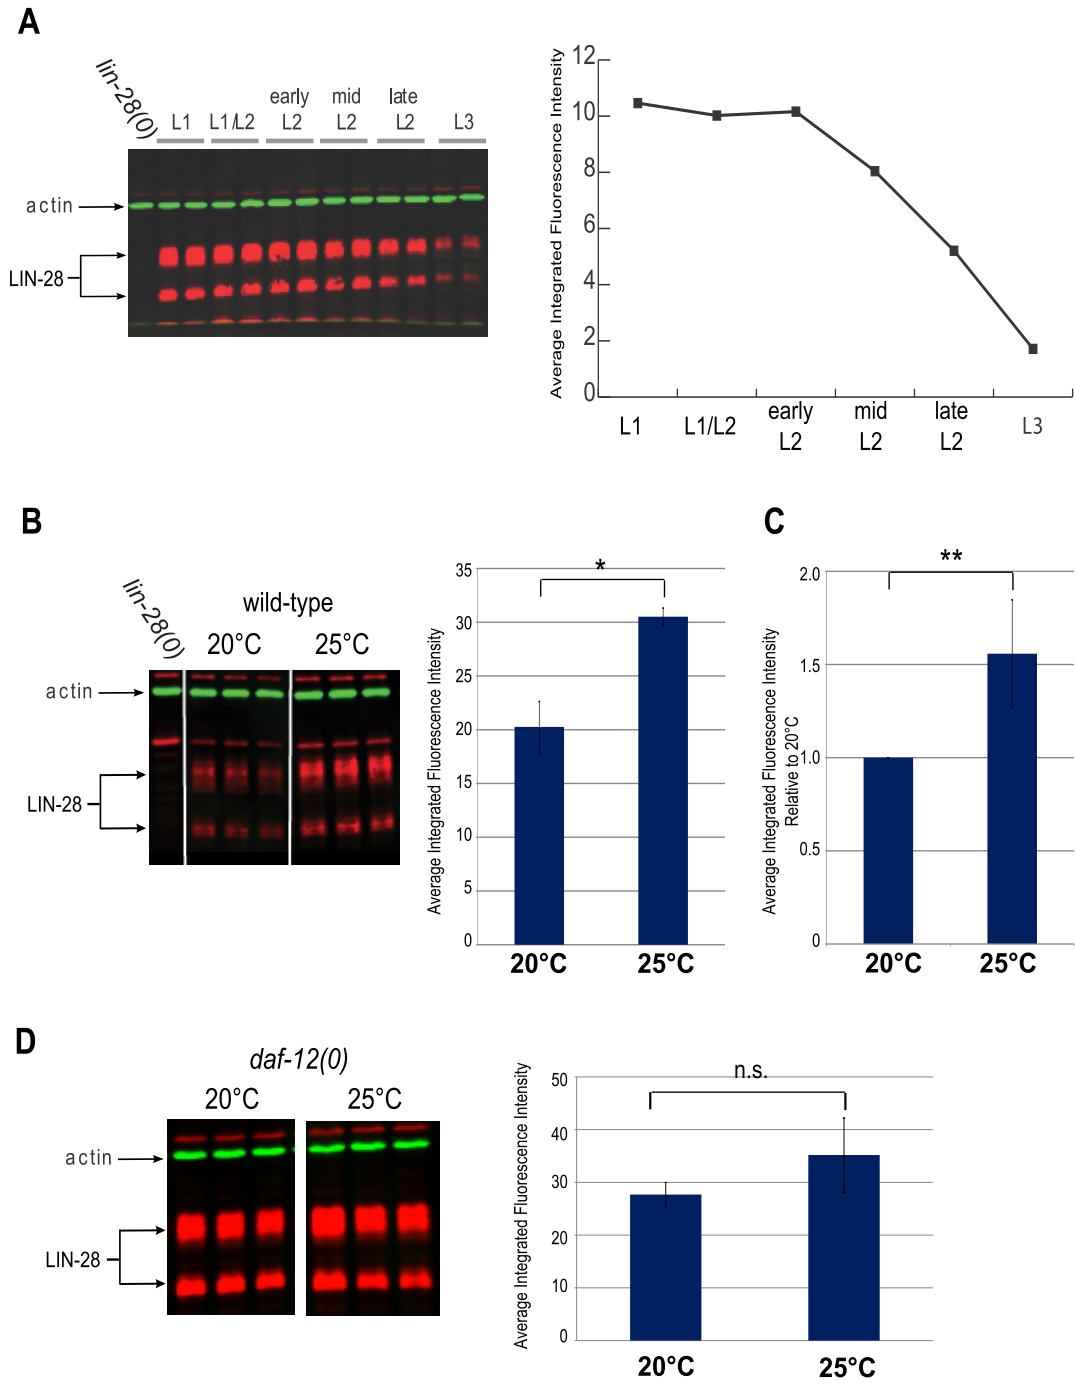 A
lin-28(0)
L1
L1/L2
early
L2
mid
L2
late
L2
L3
actin
LIN-28
Average Integrated Fluorescence Intensity
12
10
8
6
4
2
0
L1
L1/L2
early
L2
mid
L2
late
L2
L3
B
lin-28(0)
wild-type
20°C
25°C
actin
LIN-28
Average Integrated Fluorescence Intensity
35
30
25
20
15
10
5
0
*
20°C
25°C
C
Average Integrated Fluorescence Intensity
Relative to 20°C
2.0
1.5
1.0
0.5
0
**
20°C
25°C
D
daf-12(0)
20°C
25°C
actin
LIN-28
Average Integrated Fluorescence Intensity
50
40
30
20
10
0
n.s.
20°C
25°C